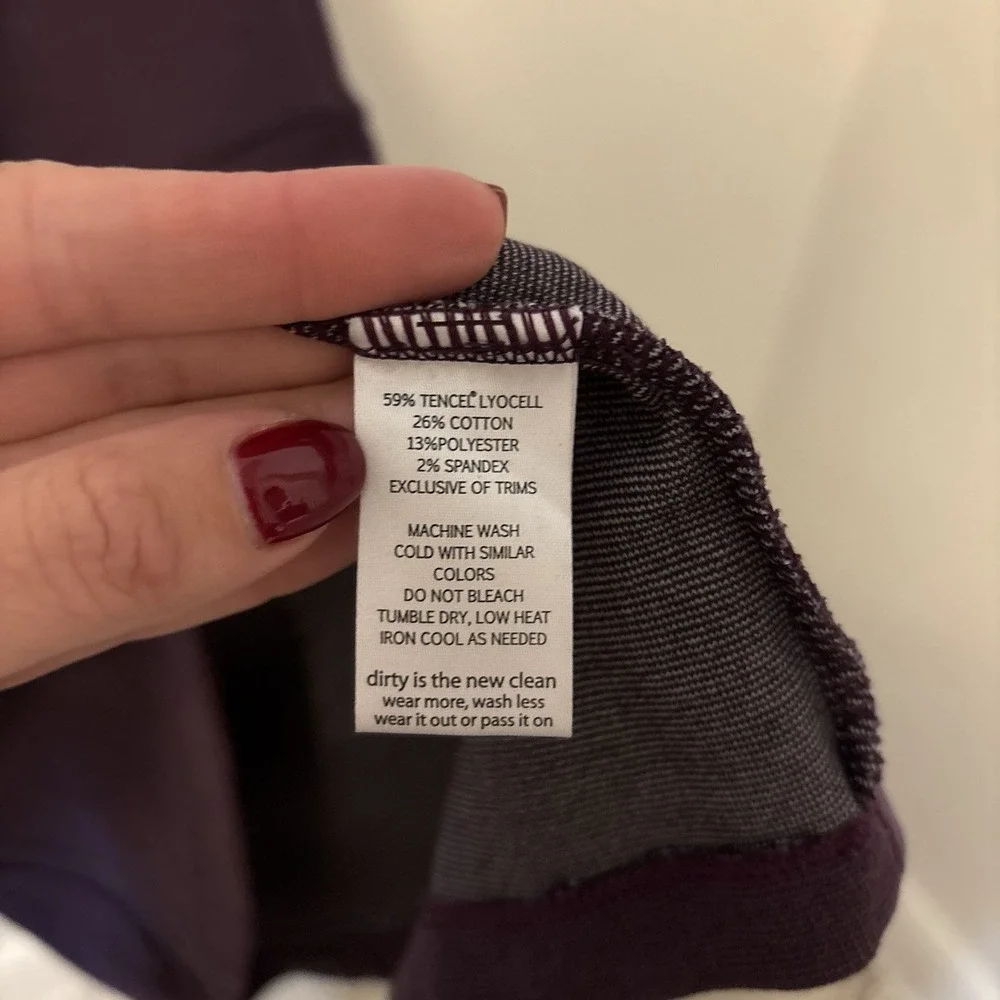 59% TENCEL® LYOCELL
26% COTTON
13%POLYESTER
2% SPANDEX
EXCLUSIVE OF TRIMS
MACHINE WASH
COLD WITH SIMILAR
COLORS
DO NOT BLEACH
TUMBLE DRY, LOW HEAT
IRON COOL AS NEEDED
dirty is the new clean
wear more, wash less
wear it out or pass it on